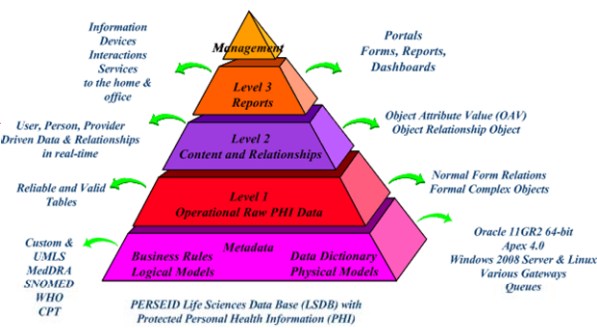 Information
Devices
Interactions
Services
to the home &
office
Management
Portals
Forms, Reports,
Dashboards
Level 3
Reports
User, Person, Provider
Driven Data & Relationships
in real-time
Level 2
Content and Relationships
Object Attribute Value (OAV)
Object Relationship Object
Reliable and Valid
Tables
Level 1
Operational Raw PHI Data
Normal Form Relations
Formal Complex Objects
Custom &
UMLS
MedDRA
SNOMED
WHO
CPT
Metadata
Business Rules
Logical Models
Data Dictionary
Physical Models
Oracle 11GR2 64-bit
Apex 4.0
Windows 2008 Server & Linux
Various Gateways
Queues
PERSEID Life Sciences Data Base (LSDB) with
Protected Personal Health Information (PHI)